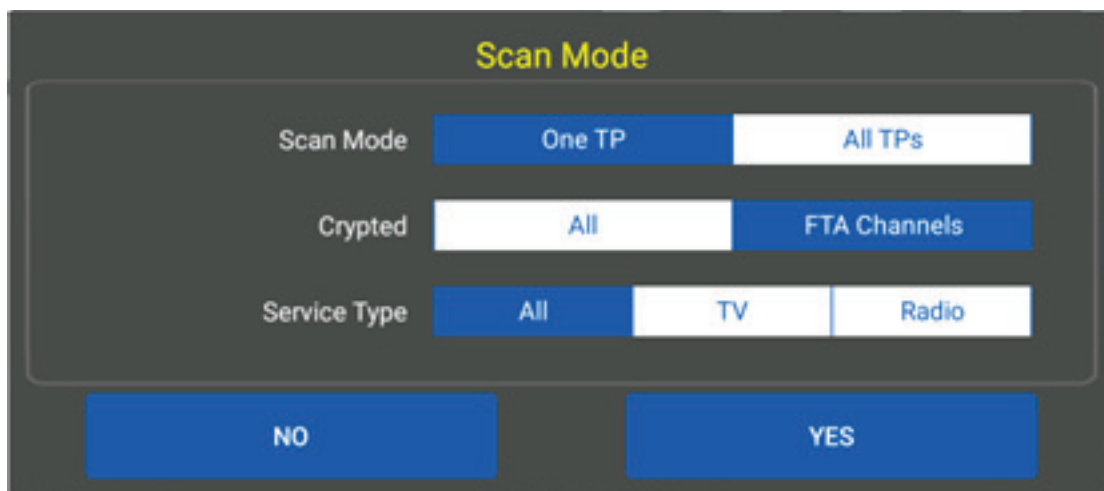 Scan Mode
Scan Mode One TP All TPs
Crypted All FTA Channels
Service Type All TV Radio
NO YES